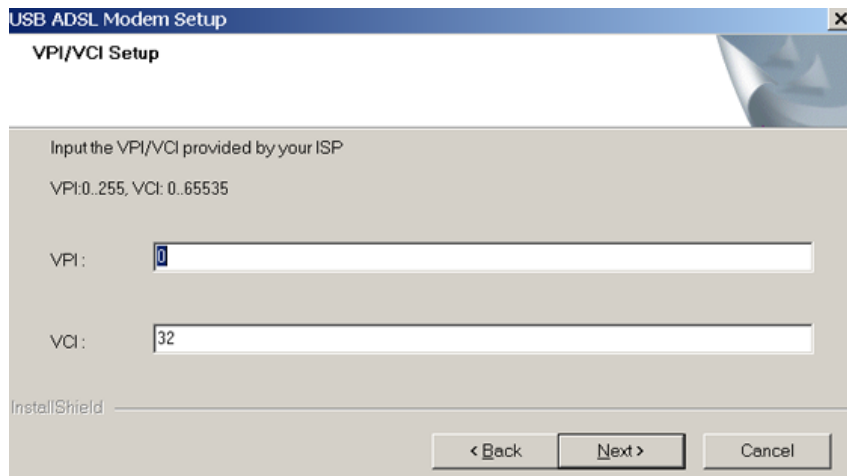 USB ADSL Modem Setup
VPI/VCI Setup
Input the VPI/VCI provided by your ISP
VPI:0..255, VCI: 0..65535
VPI : 0
VCI : 32
InstallShield
< Back Next > Cancel